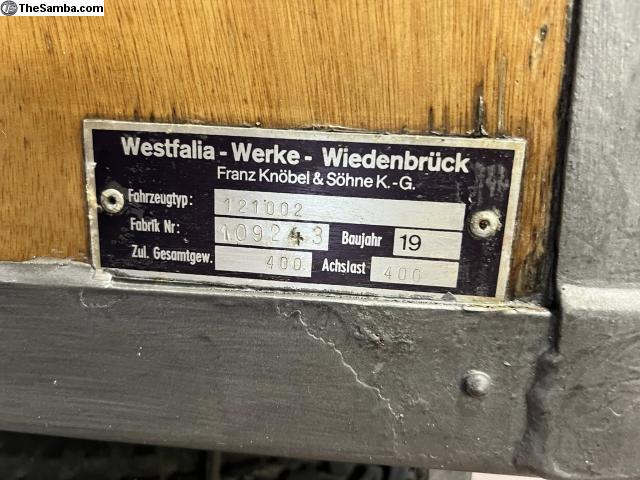 TheSamba.com
Westfalia - Werke - Wiedenbrück
Franz Knöbel & Söhne K.-G.
Fahrzeugtyp: 121002
Fabrik Nr: 109243 Baujahr 19
Zul. Gesamtgew. 400 Achslast 400